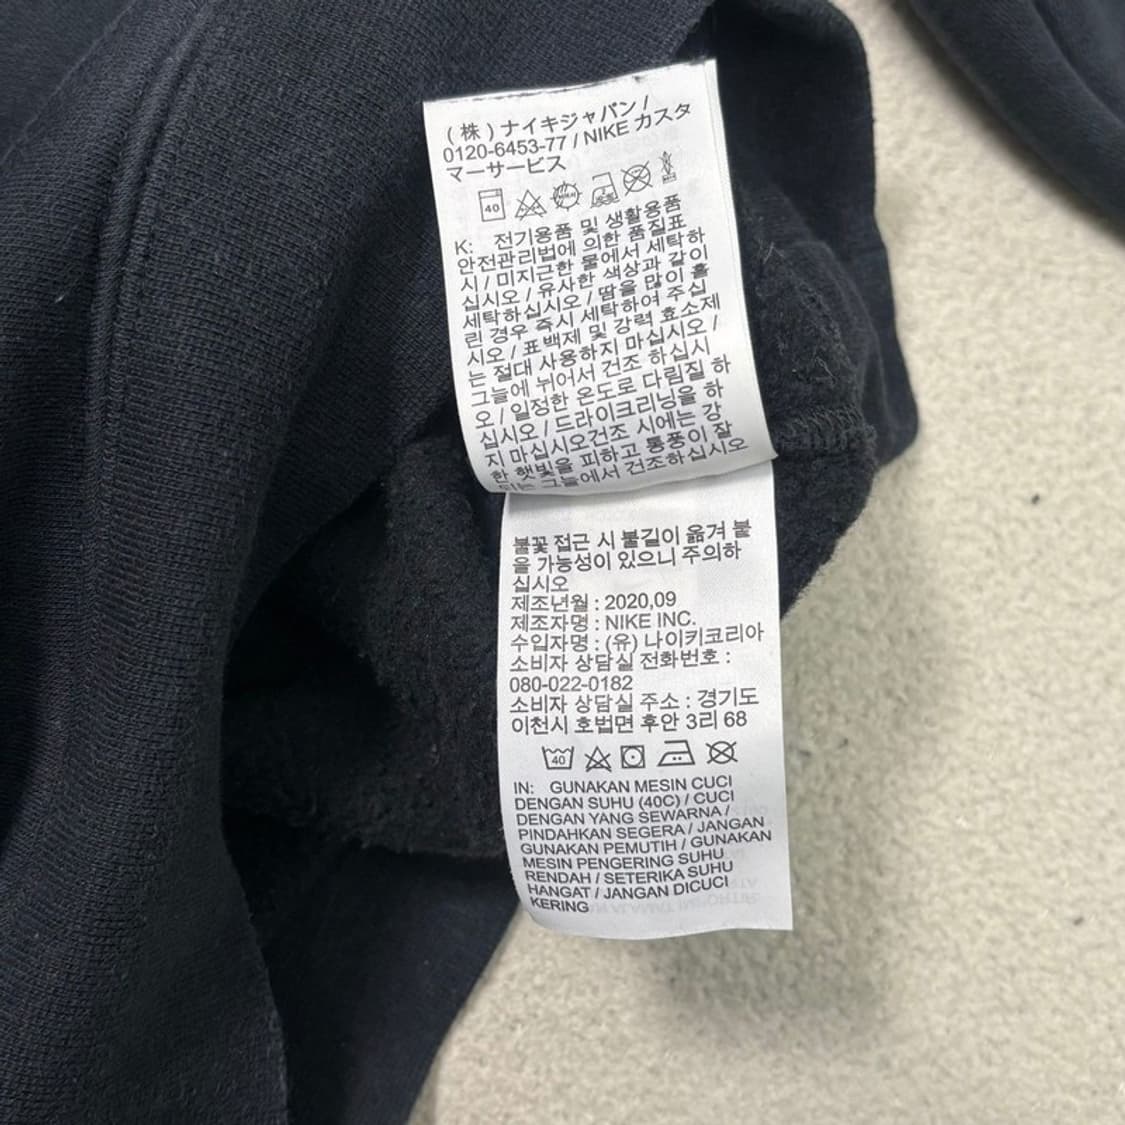 (株)ナイキジャパン/
0120-6453-77 / NIKE カスタ
マーサービス
40
K: 전기용품 및 생활용품
안전관리법에 의한 품질표
시 / 미지근한 물에서 세탁하
십시오 / 유사한 색상과 같이
세탁하십시오 / 땀을 많이 흘
린 경우 즉시 세탁하여 주십
시오 / 표백제 및 강력 효소제
는 절대 사용하지 마십시오 /
그늘에 뉘어서 건조 하십시
오 / 일정한 온도로 다림질 하
십시오 / 드라이크리닝을 하
지 마십시오건조 시에는 강
한 햇빛을 피하고 통풍이 잘
되는 그늘에서 건조하십시오
불꽃 접근 시 불길이 옮겨 붙
을 가능성이 있으니 주의하
십시오
제조년월 : 2020,09
제조자명 : NIKE INC.
수입자명 : (유) 나이키코리아
소비자 상담실 전화번호 :
080-022-0182
소비자 상담실 주소 : 경기도
이천시 호법면 후안 3리 68
40
IN: GUNAKAN MESIN CUCI
DENGAN SUHU (40C) / CUCI
DENGAN YANG SEWARNA /
PINDAHKAN SEGERA / JANGAN
GUNAKAN PEMUTIH / GUNAKAN
MESIN PENGERING SUHU
RENDAH / SETERIKA SUHU
HANGAT / JANGAN DICUCI
KERING